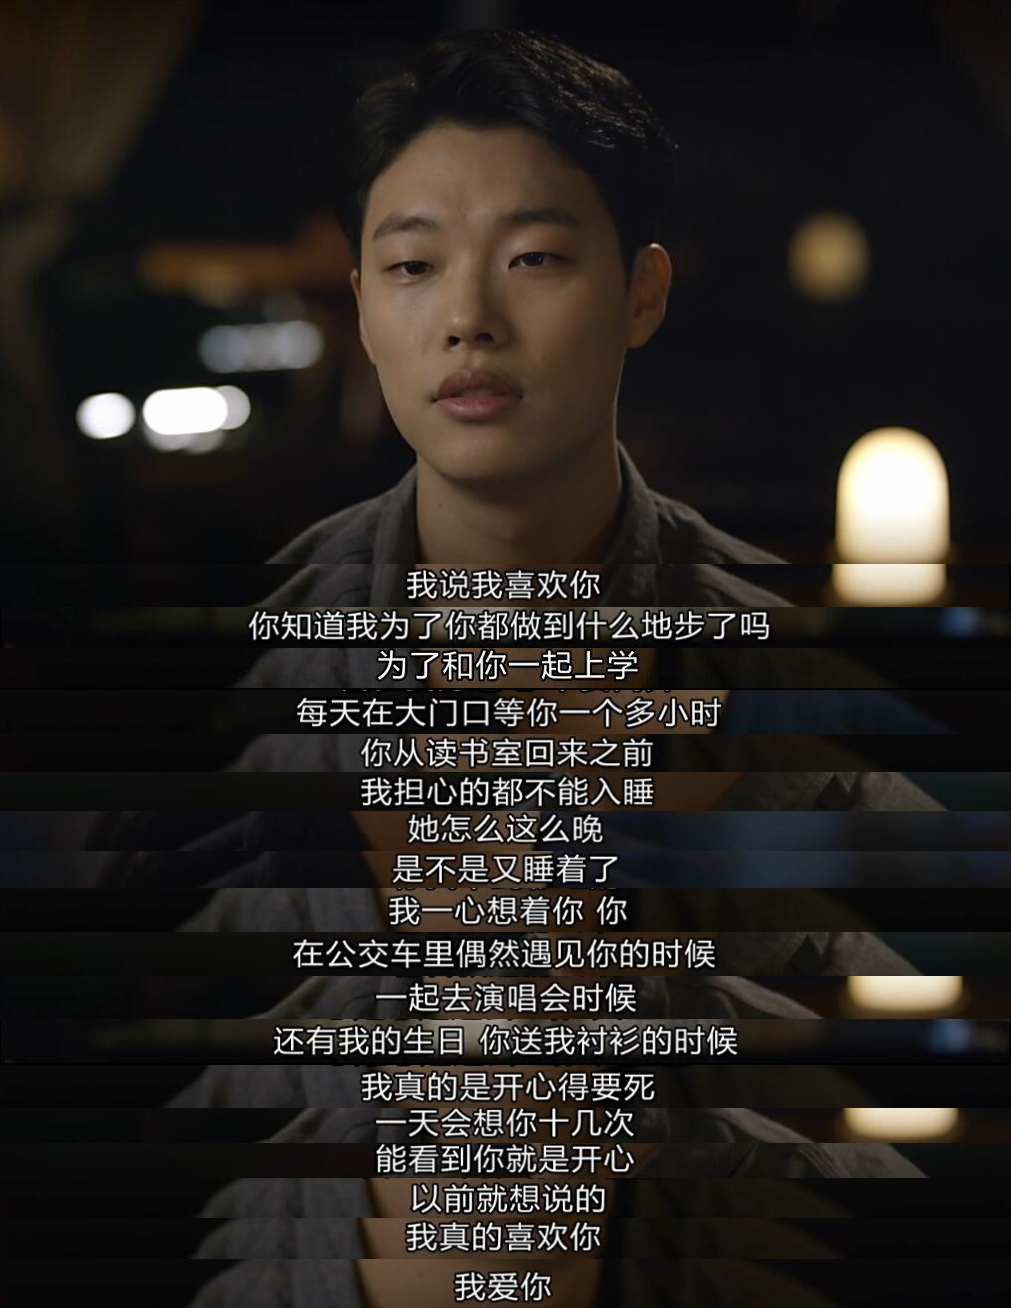 我说我喜欢你
你知道我为了你都做到什么地步了吗
为了和你一起上学
每天在大门口等你一个多小时
你从读书室回来之前
我担心的都不能入睡
她怎么这么晚
是不是又睡着了
我一心想着你 你
在公交车里偶然遇见你的时候
一起去演唱会时候
还有我的生日 你送我衬衫的时候
我真的是开心得要死
一天会想你十几次
能看到你就是开心
以前就想说的
我真的喜欢你
我爱你